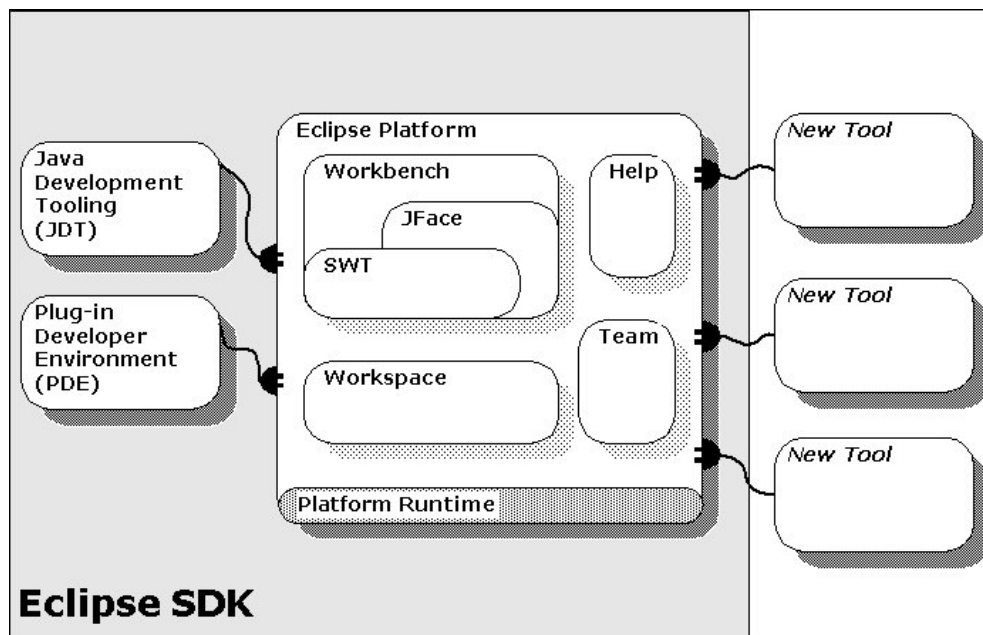 Eclipse Platform
Java
Development
Tooling
(JDT)
Plug-in
Developer
Environment
(PDE)
Workbench
JFace
SWT
Workspace
Help
Team
Platform Runtime
New Tool
New Tool
New Tool
Eclipse SDK